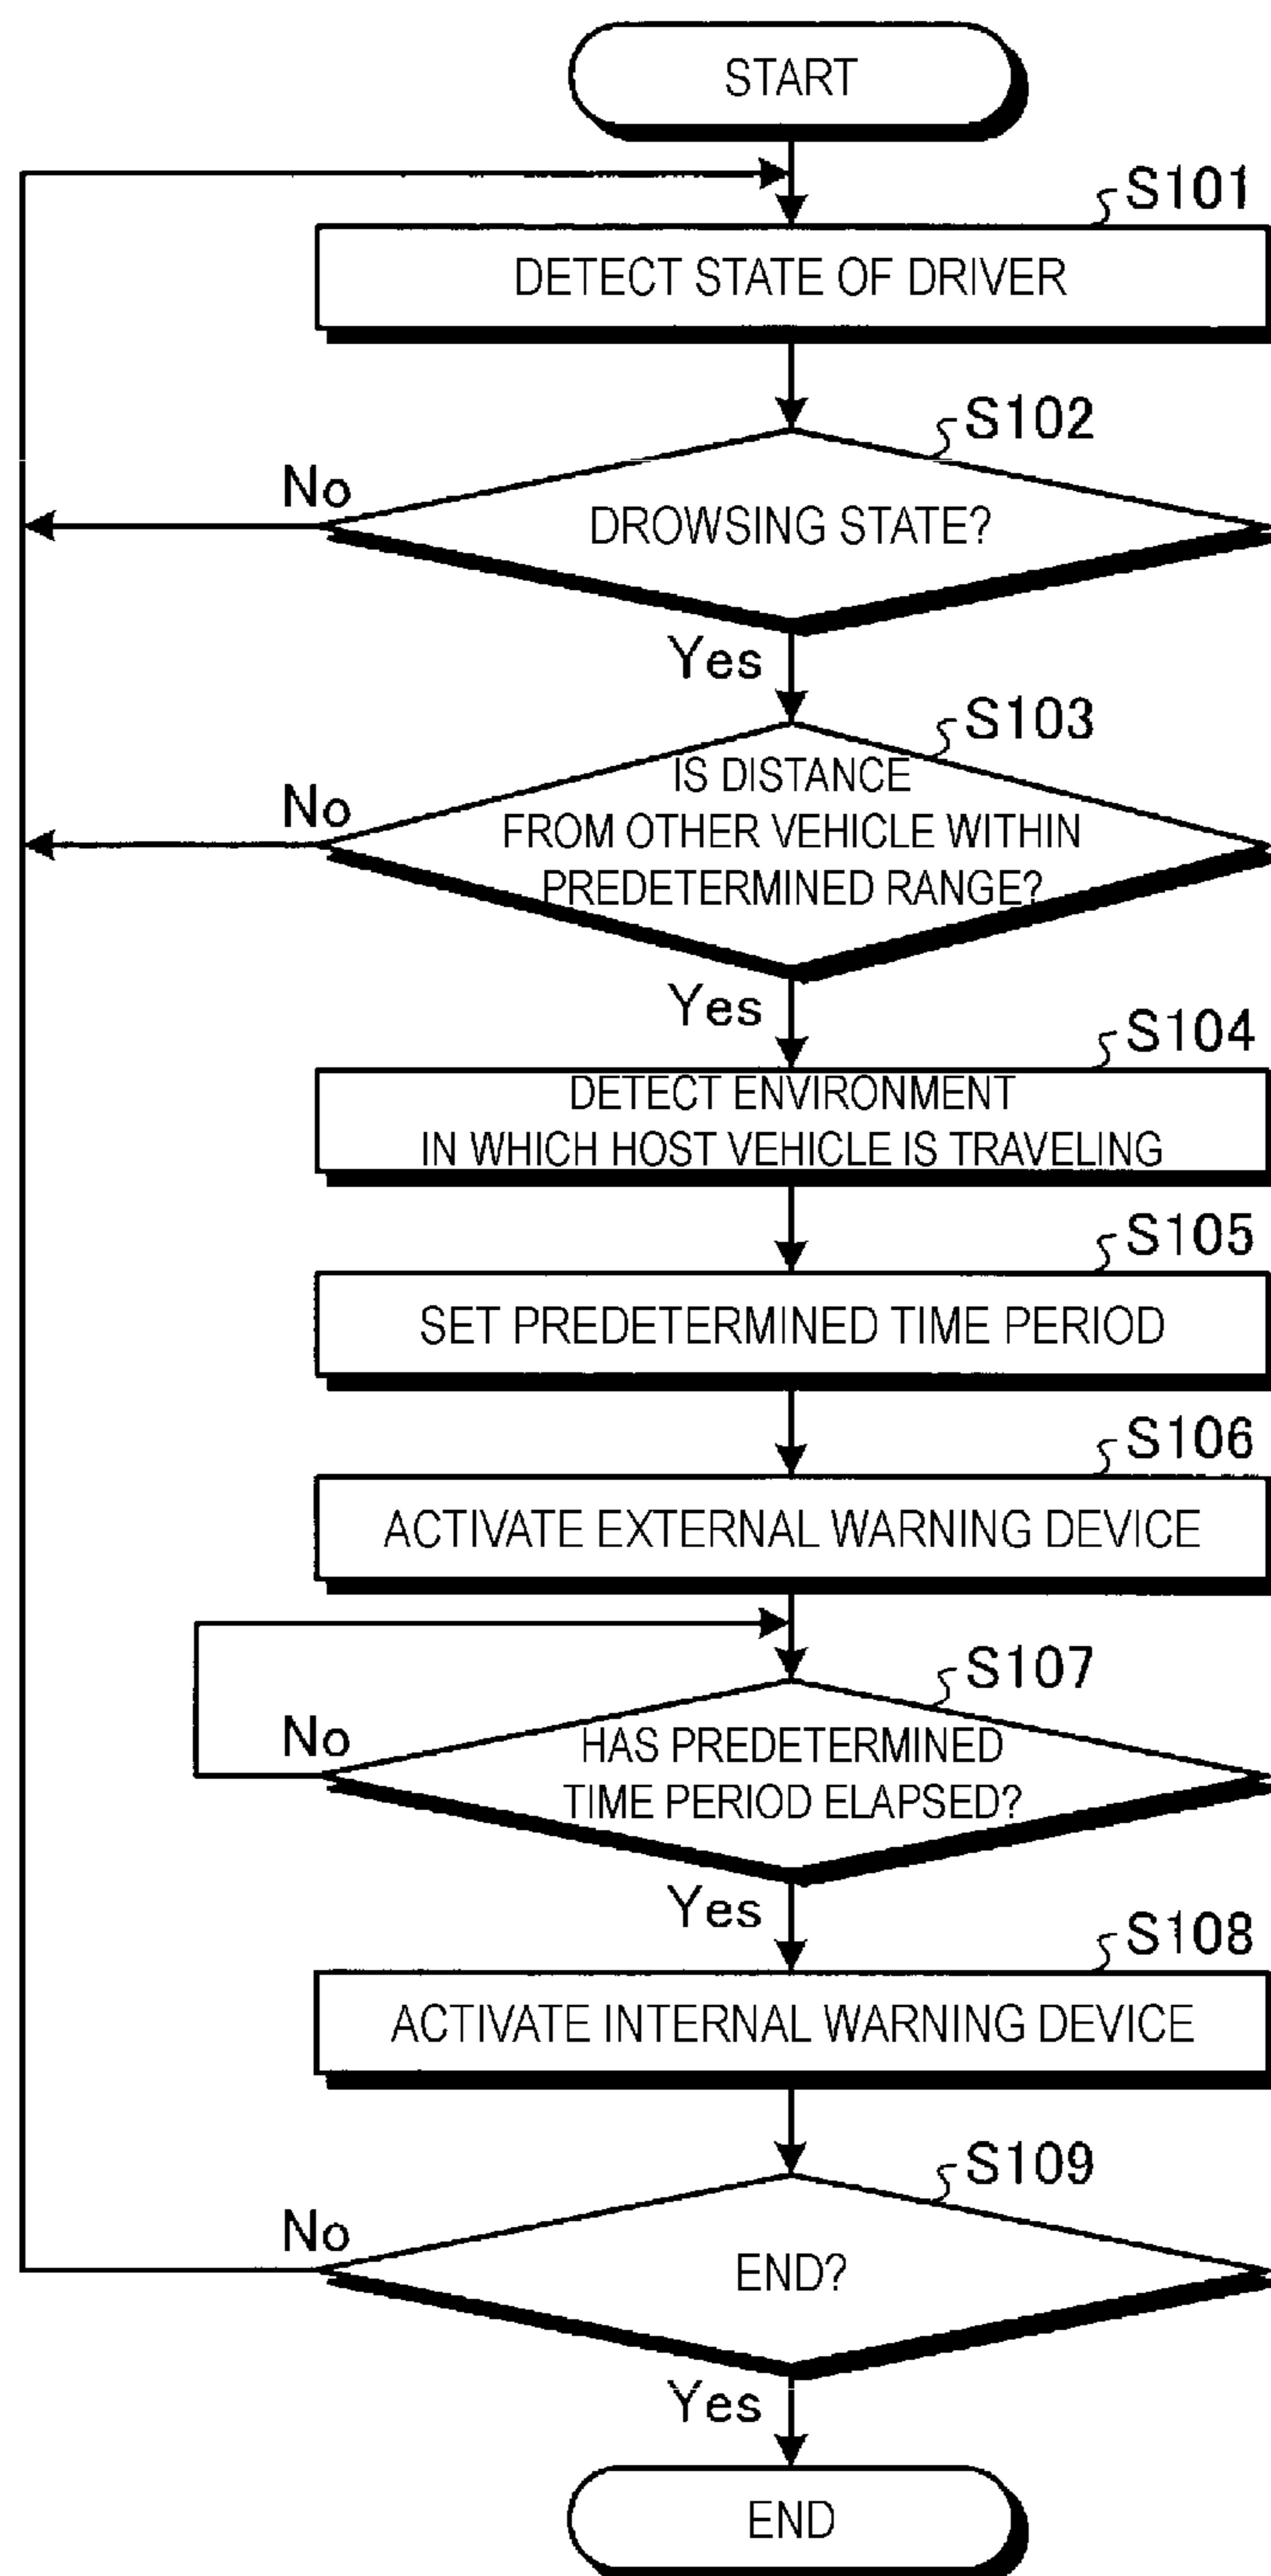 START
S101
DETECT STATE OF DRIVER
S102
No
DROWSING STATE?
Yes
S103
No
IS DISTANCE
FROM OTHER VEHICLE WITHIN
PREDETERMINED RANGE?
Yes
S104
DETECT ENVIRONMENT
IN WHICH HOST VEHICLE IS TRAVELING
S105
SET PREDETERMINED TIME PERIOD
S106
ACTIVATE EXTERNAL WARNING DEVICE
S107
No
HAS PREDETERMINED
TIME PERIOD ELAPSED?
Yes
S108
ACTIVATE INTERNAL WARNING DEVICE
S109
No
END?
Yes
END